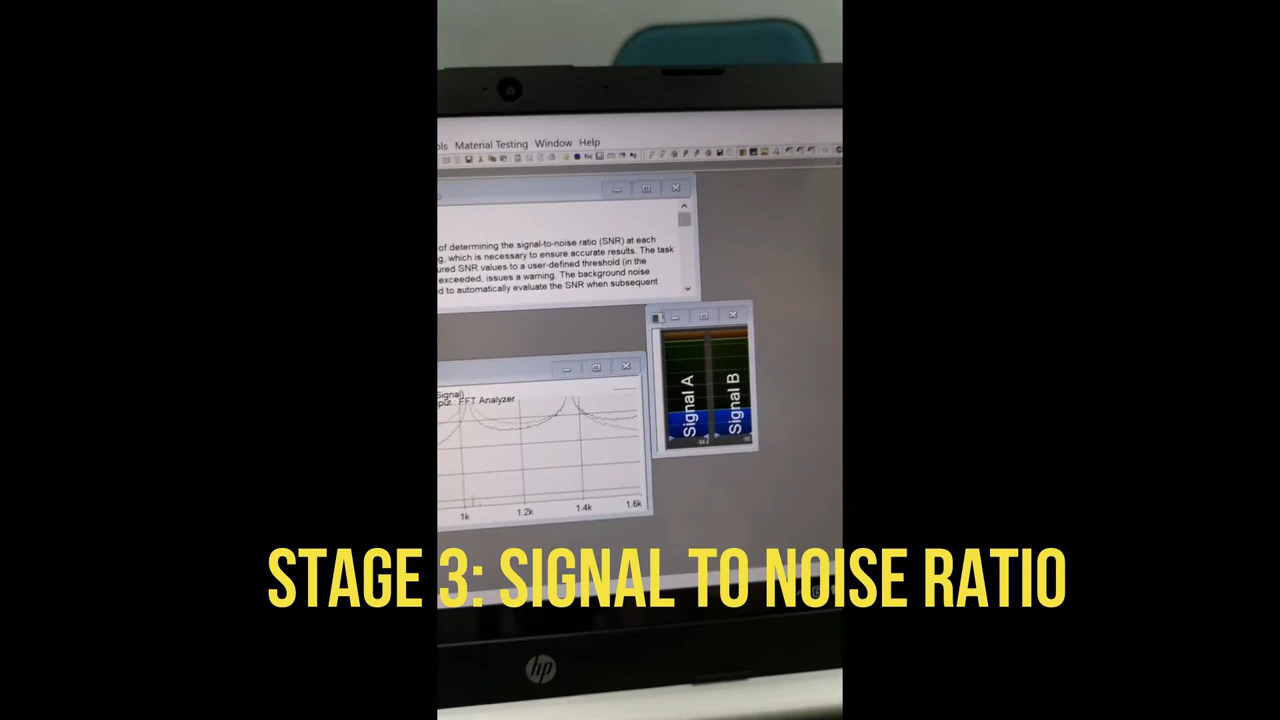 ols Material Testing Window Help
of determining the signal-to-noise ratio (SNR) at each
g, which is necessary to ensure accurate results. The task
ured SNR values to a user-defined threshold (in the
exceeded, issues a warning. The background noise
d to automatically evaluate the SNR when subsequent
Signal A
Signal B
Signal)
put : FFT Analyzer
1k 1.2k 1.4k 1.6k
STAGE 3: SIGNAL TO NOISE RATIO
hp